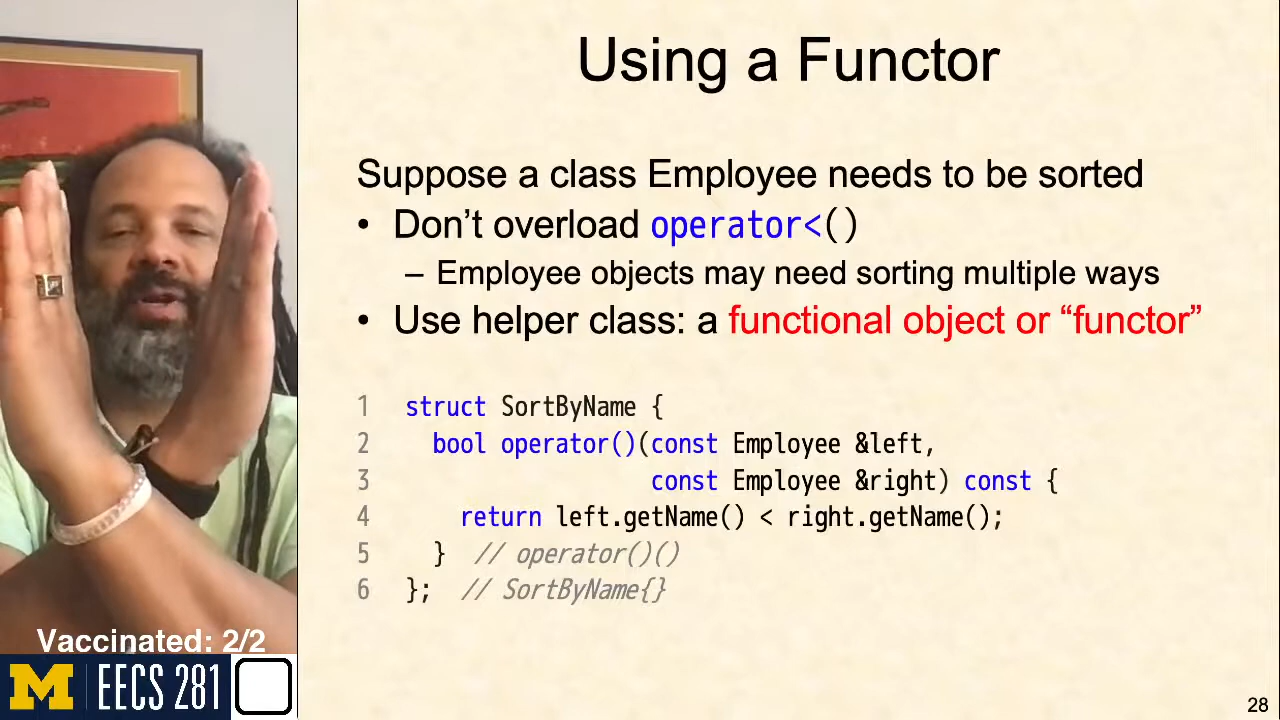 Using a Functor
Suppose a class Employee needs to be sorted
• Don’t overload operator<()
– Employee objects may need sorting multiple ways
• Use helper class: a functional object or “functor”
1 struct SortByName {
2 bool operator()(const Employee &left,
3 const Employee &right) const {
4 return left.getName() < right.getName();
5 } // operator()()
6 }; // SortByName{}
Vaccinated: 2/2
M EECS 281
28